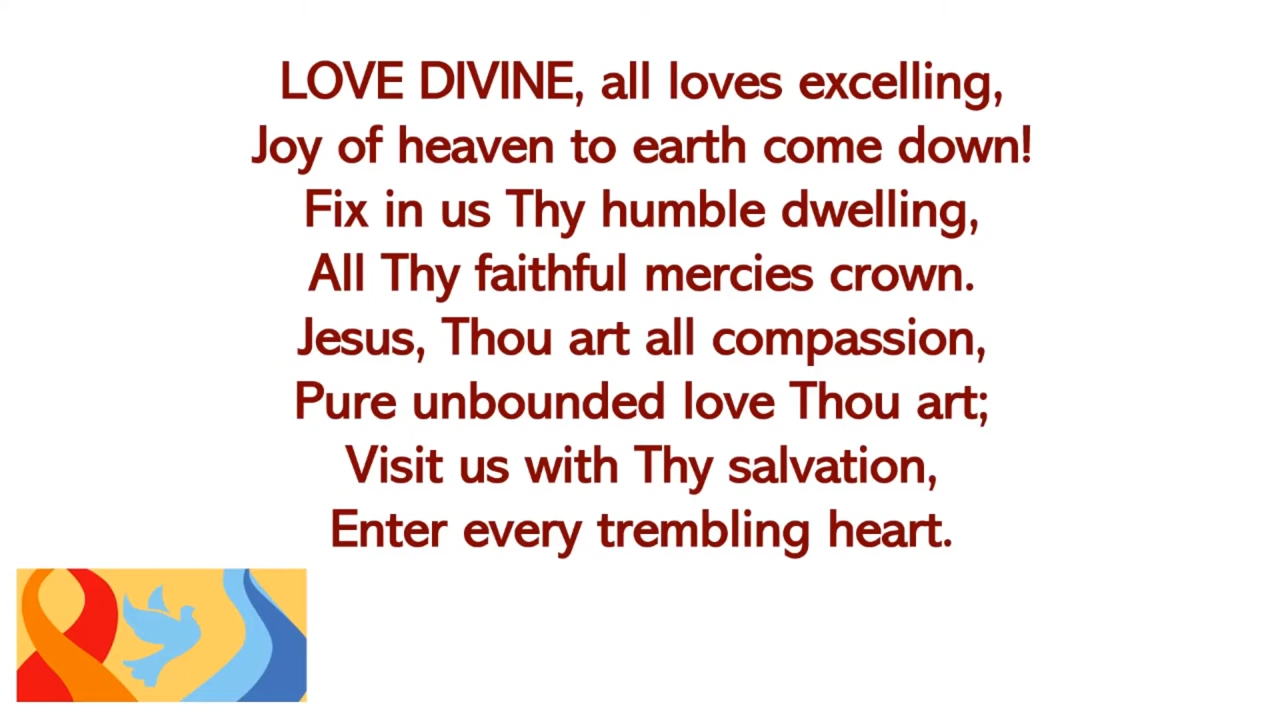 LOVE DIVINE, all loves excelling,
Joy of heaven to earth come down!
Fix in us Thy humble dwelling,
All Thy faithful mercies crown.
Jesus, Thou art all compassion,
Pure unbounded love Thou art;
Visit us with Thy salvation,
Enter every trembling heart.